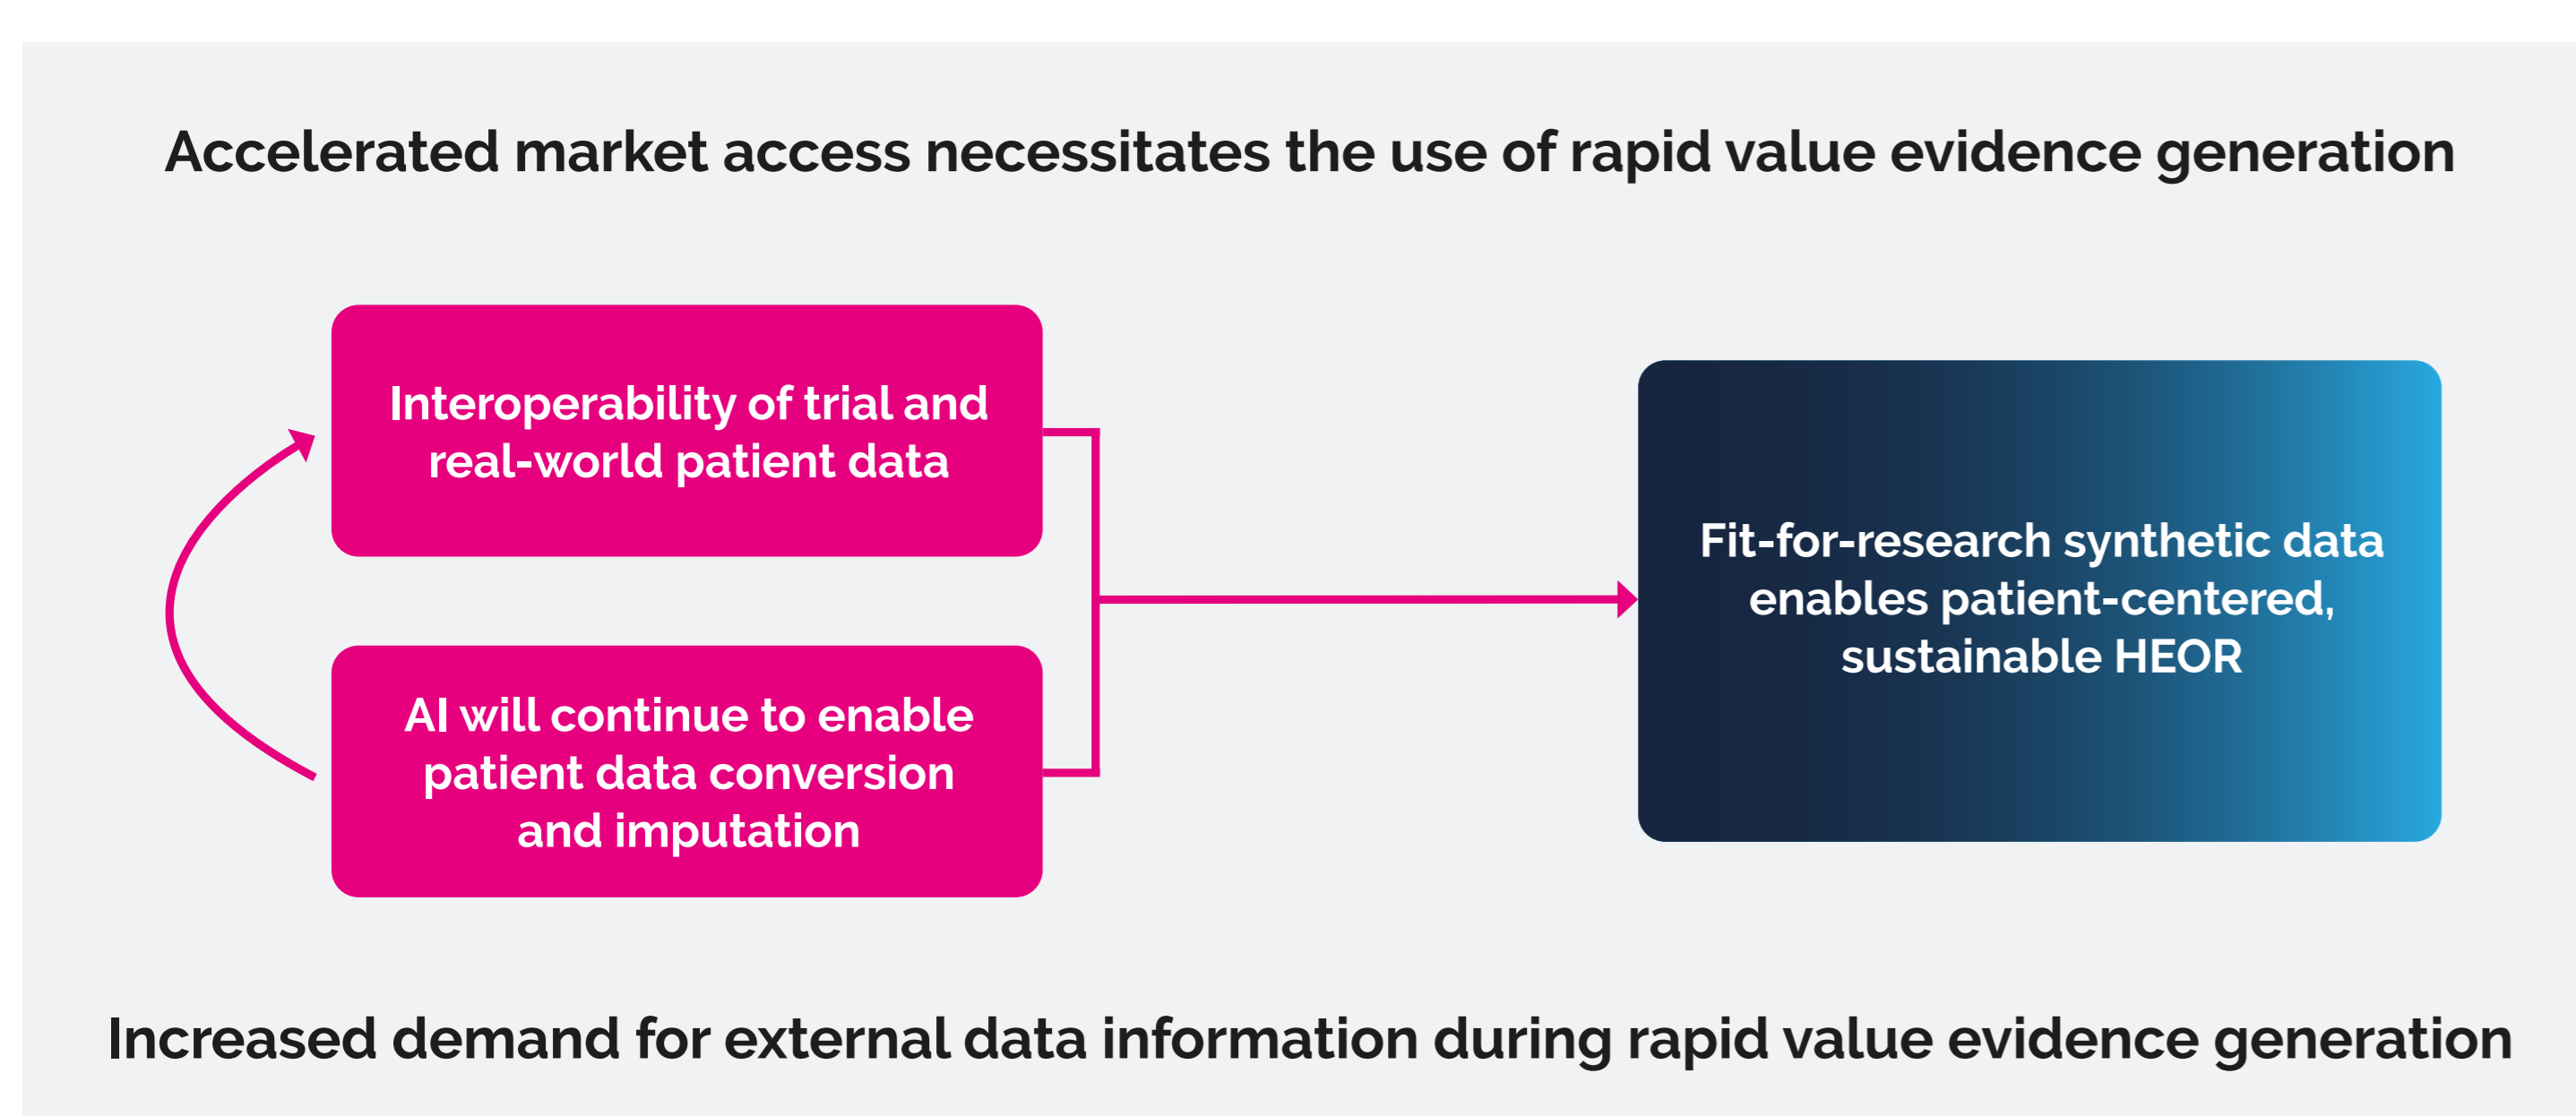 Accelerated market access necessitates the use of rapid value evidence generation
Interoperability of trial and
real-world patient data
AI will continue to enable
patient data conversion
and imputation
Fit-for-research synthetic data
enables patient-centered,
sustainable HEOR
Increased demand for external data information during rapid value evidence generation